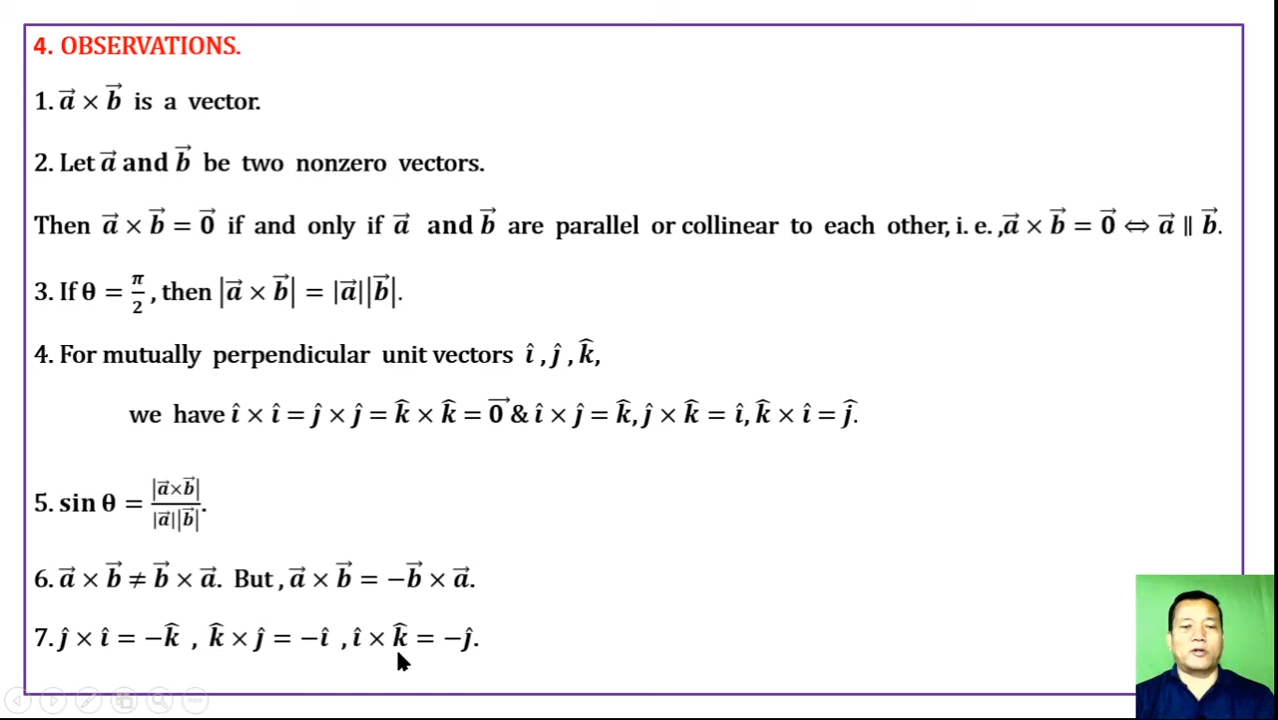 4. OBSERVATIONS.
1. a⃗ × b⃗ is a vector.
2. Let a⃗ and b⃗ be two nonzero vectors.
Then a⃗ × b⃗ = 0⃗ if and only if a⃗ and b⃗ are parallel or collinear to each other, i. e. ,a⃗ × b⃗ = 0⃗ ⇔ a⃗ ∥ b⃗.
3. If θ = π/2 , then |a⃗ × b⃗| = |a⃗||b⃗|.
4. For mutually perpendicular unit vectors î , ĵ , k̂,
we have î × î = ĵ × ĵ = k̂ × k̂ = 0⃗ & î × ĵ = k̂, ĵ × k̂ = î, k̂ × î = ĵ.
5. sin θ = |a⃗×b⃗| / |a⃗||b⃗|.
6. a⃗ × b⃗ ≠ b⃗ × a⃗. But , a⃗ × b⃗ = −b⃗ × a⃗.
7. ĵ × î = −k̂ , k̂ × ĵ = −î , î × k̂ = −ĵ.